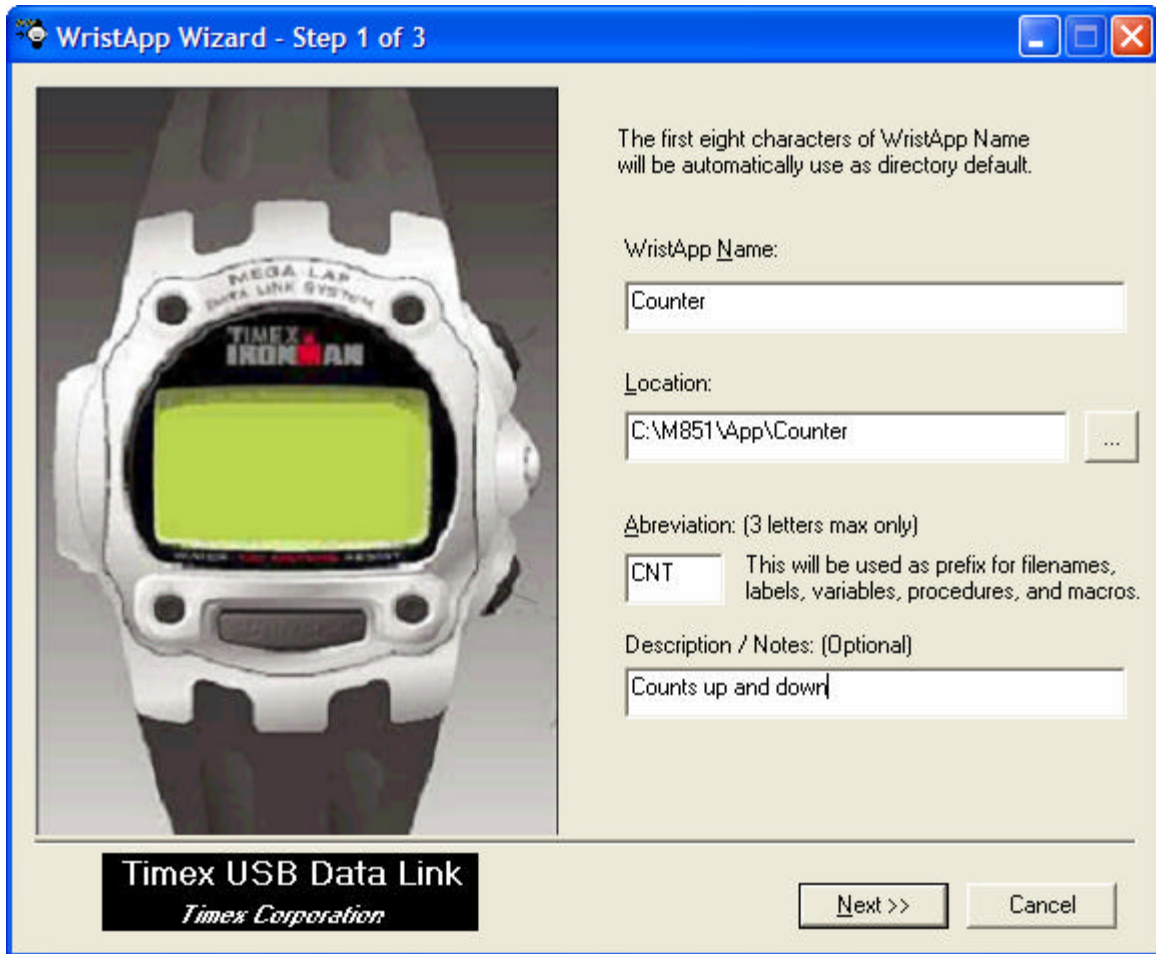 WristApp Wizard - Step 1 of 3
MEGA LAP
DATA LINK SYSTEM
TIMEX
IRONMAN
The first eight characters of WristApp Name
will be automatically use as directory default.
WristApp Name:
Counter
Location:
C:\M851\App\Counter
...
Abreviation: (3 letters max only)
CNT
This will be used as prefix for filenames,
labels, variables, procedures, and macros.
Description / Notes: (Optional)
Counts up and down
Timex USB Data Link
Timex Corporation
Next >>
Cancel